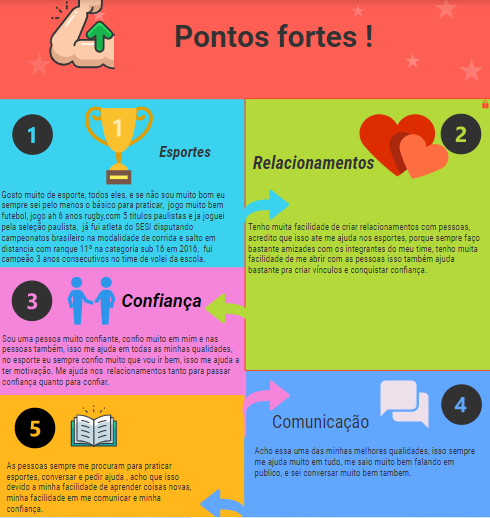 Pontos fortes !
1
1
Esportes
Gosto muito de esporte, todos eles, e se não sou muito bom eu
sempre sei pelo menos o básico para praticar,  jogo muito bem
futebol, jogo ah 6 anos rugby,com 5 titulos paulistas e ja joguei
pela seleção paulista,  já fui atleta do SESI disputando
campeonatos brasileiro na modalidade de corrida e salto em
distancia com ranque 11º na categoria sub 16 em 2016,  fui
campeão 3 anos consecutivos no time de volei da escola.
2
Relacionamentos
Tenho muita facilidade de criar relacionamentos com pessoas,
acredito que isso ate me ajuda nos esportes, porque sempre faço
bastante amizades com os integrantes do meu time, tenho muita
facilidade de me abrir com as pessoas isso também ajuda
bastante pra criar vínculos e conquistar confiança.
3
Confiança
Sou uma pessoa muito confiante, confio muito em mim e nas
pessoas também, isso me ajuda em todas as minhas qualidades,
no esporte eu sempre confio muito que vou ir bem, isso me ajuda a
ter motivação. Me ajuda nos  relacionamentos tanto para passar
confiança quanto para confiar.
4
Comunicação
Acho essa uma das minhas melhores qualidades, isso sempre
me ajuda muito em tudo, me saio muito bem falando em
publico, e sei conversar muito bem tambem.
5
As pessoas sempre me procuram para praticar
esportes, conversar e pedir ajuda , acho que isso
devido a minha facilidade de aprender coisas novas,
minha facilidade em me comunicar e minha
confiança.